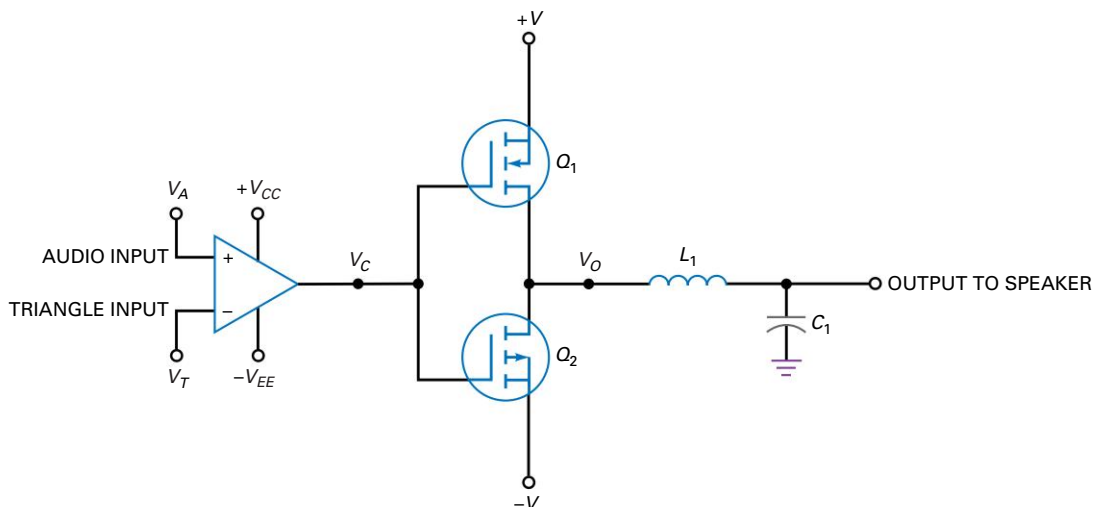 +V
Q1
VA
+VCC
AUDIO INPUT
+
VC
VO
L1
OUTPUT TO SPEAKER
TRIANGLE INPUT
−
C1
Q2
VT
−VEE
−V